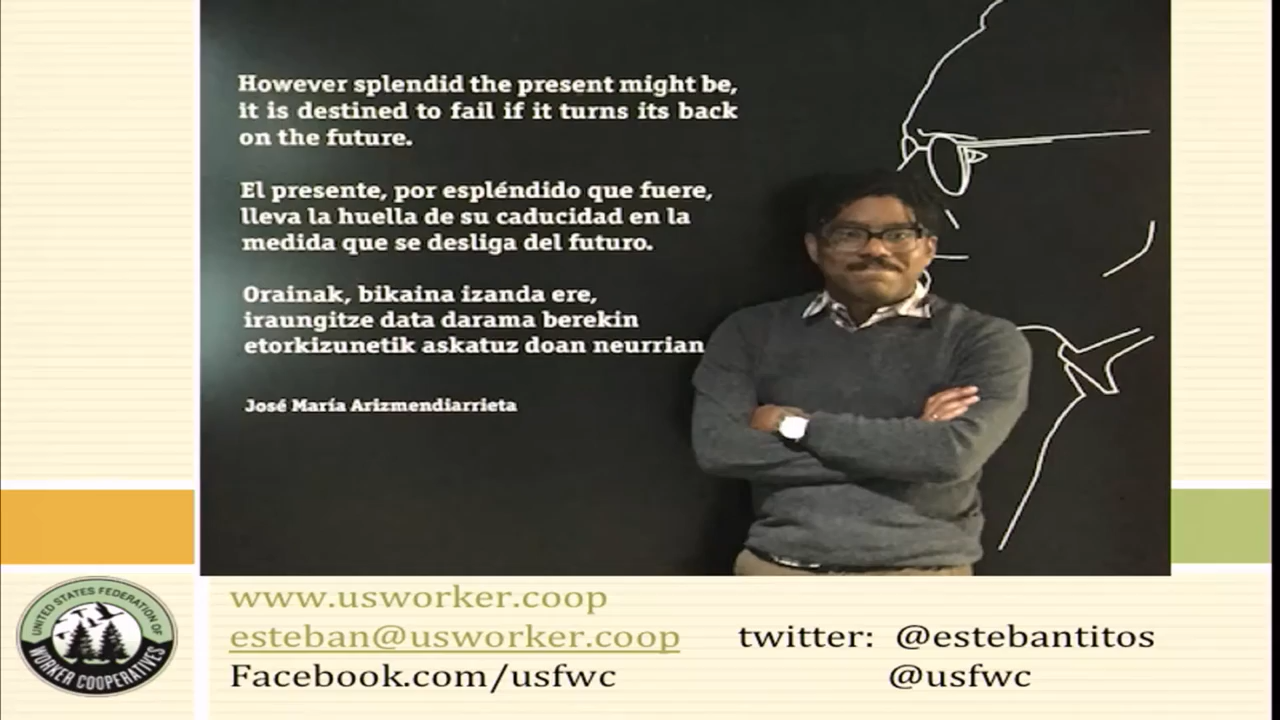 However splendid the present might be,
it is destined to fail if it turns its back
on the future.
El presente, por espléndido que fuere,
lleva la huella de su caducidad en la
medida que se desliga del futuro.
Orainak, bikaina izanda ere,
iraungitze data darama berekin
etorkizunetik askatuz doan neurrian
José María Arizmendiarrieta
UNITED STATES FEDERATION OF
WORKER COOPERATIVES
www.usworker.coop
esteban@usworker.coop twitter: @estebantitos
Facebook.com/usfwc @usfwc